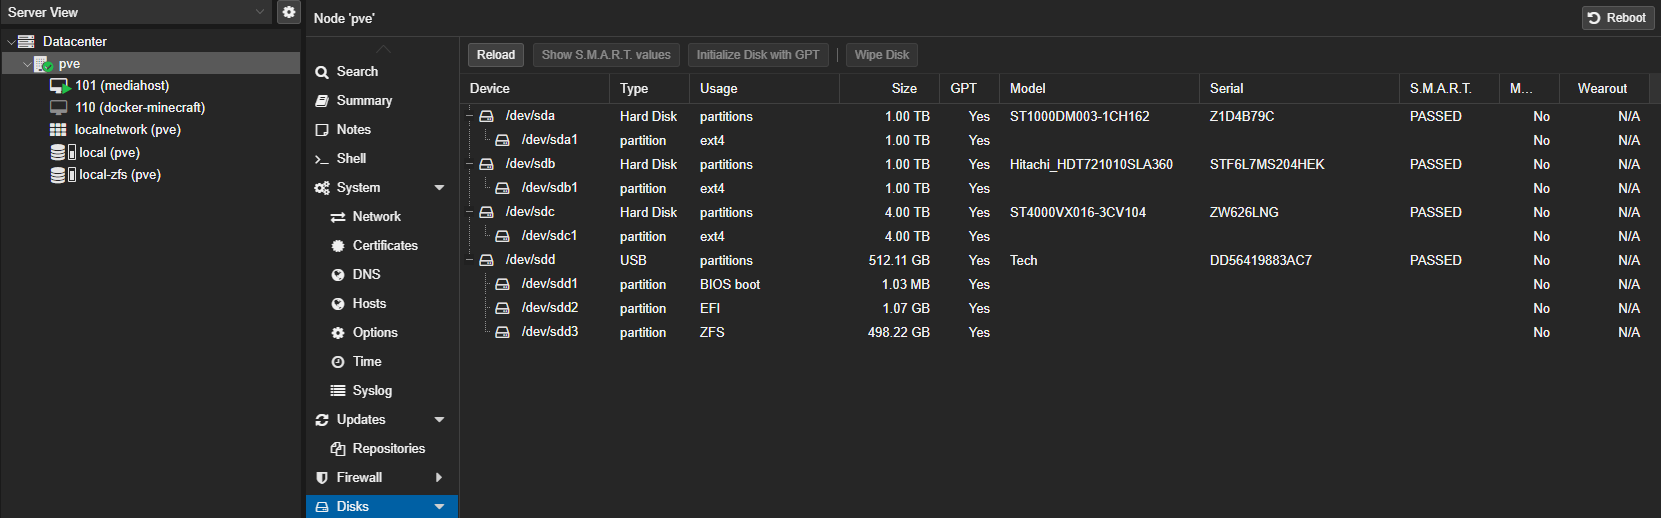 Server View
Datacenter
pve
101 (mediahost)
110 (docker-minecraft)
localnetwork (pve)
local (pve)
local-zfs (pve)
Node 'pve'
Reboot
Search
Summary
Notes
Shell
System
Network
Certificates
DNS
Hosts
Options
Time
Syslog
Updates
Repositories
Firewall
Disks
Reload Show S.M.A.R.T. values Initialize Disk with GPT Wipe Disk
Device Type Usage Size GPT Model Serial S.M.A.R.T. M... Wearout
/dev/sda Hard Disk partitions 1.00 TB Yes ST1000DM003-1CH162 Z1D4B79C PASSED No N/A
/dev/sda1 partition ext4 1.00 TB Yes No N/A
/dev/sdb Hard Disk partitions 1.00 TB Yes Hitachi_HDT721010SLA360 STF6L7MS204HEK PASSED No N/A
/dev/sdb1 partition ext4 1.00 TB Yes No N/A
/dev/sdc Hard Disk partitions 4.00 TB Yes ST4000VX016-3CV104 ZW626LNG PASSED No N/A
/dev/sdc1 partition ext4 4.00 TB Yes No N/A
/dev/sdd USB partitions 512.11 GB Yes Tech DD56419883AC7 PASSED No N/A
/dev/sdd1 partition BIOS boot 1.03 MB Yes No N/A
/dev/sdd2 partition EFI 1.07 GB Yes No N/A
/dev/sdd3 partition ZFS 498.22 GB Yes No N/A